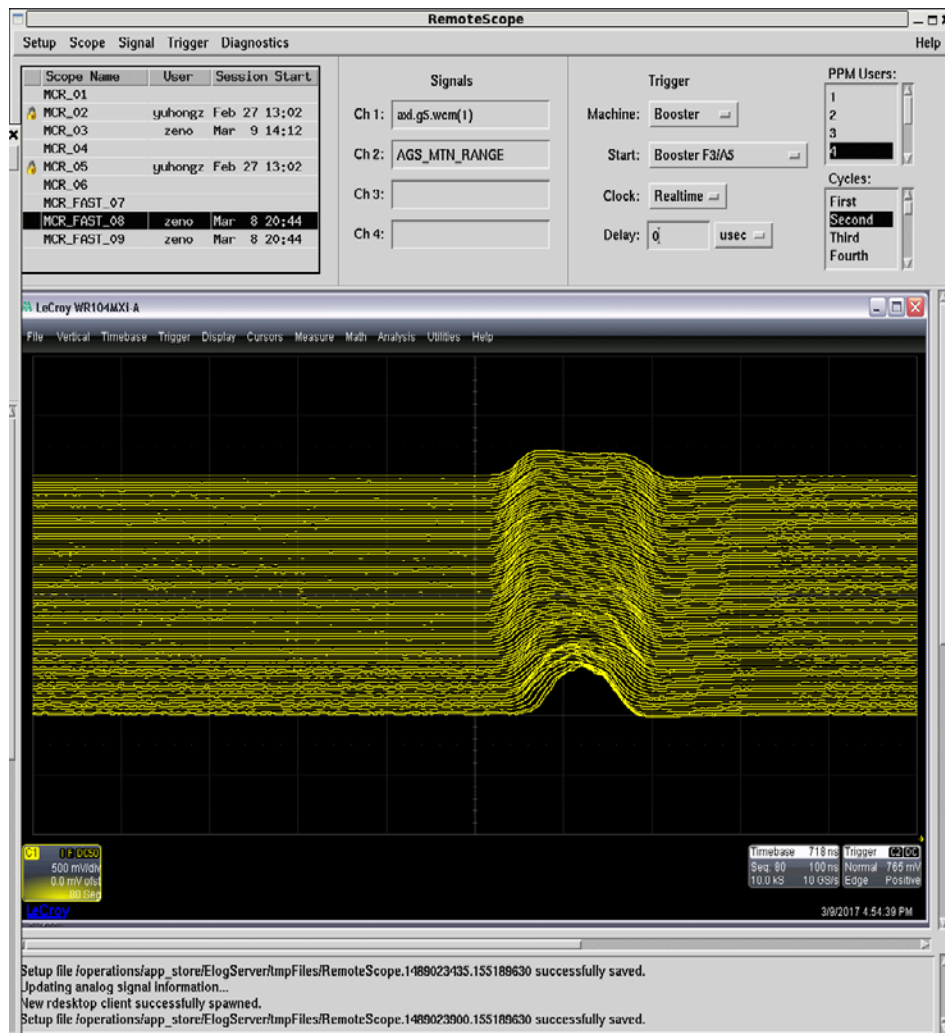 RemoteScope
Setup Scope Signal Trigger Diagnostics Help
Scope Name User Session Start
MCR_01
MCR_02 yuhongz Feb 27 13:02
MCR_03 zeno Mar 9 14:12
MCR_04
MCR_05 yuhongz Feb 27 13:02
MCR_06
MCR_FAST_07
MCR_FAST_08 zeno Mar 8 20:44
MCR_FAST_09 zeno Mar 8 20:44
Signals
Ch 1: axd.g5.wcm(1)
Ch 2: AGS_MTN_RANGE
Ch 3:
Ch 4:
Trigger
Machine: Booster
Start: Booster F3/A5
Clock: Realtime
Delay: 0 usec
PPM Users:
1
2
3
4
Cycles:
First
Second
Third
Fourth
LeCroy WR104MXi-A
File Vertical Timebase Trigger Display Cursors Measure Math Analysis Utilities Help
C1 DC50
500 mV/div
0.0 mV ofst
80 Seg
LeCroy
Timebase 718 ns
Seq: 80 100 ns
10.0 kS 10 GS/s
Trigger C2 DC
Normal 765 mV
Edge Positive
3/9/2017 4:54:39 PM
Setup file /operations/app_store/ElogServer/tmpFiles/RemoteScope.1489023435.155189630 successfully saved.
Updating analog signal information...
New rdesktop client successfully spawned.
Setup file /operations/app_store/ElogServer/tmpFiles/RemoteScope.1489023900.155189630 successfully saved.